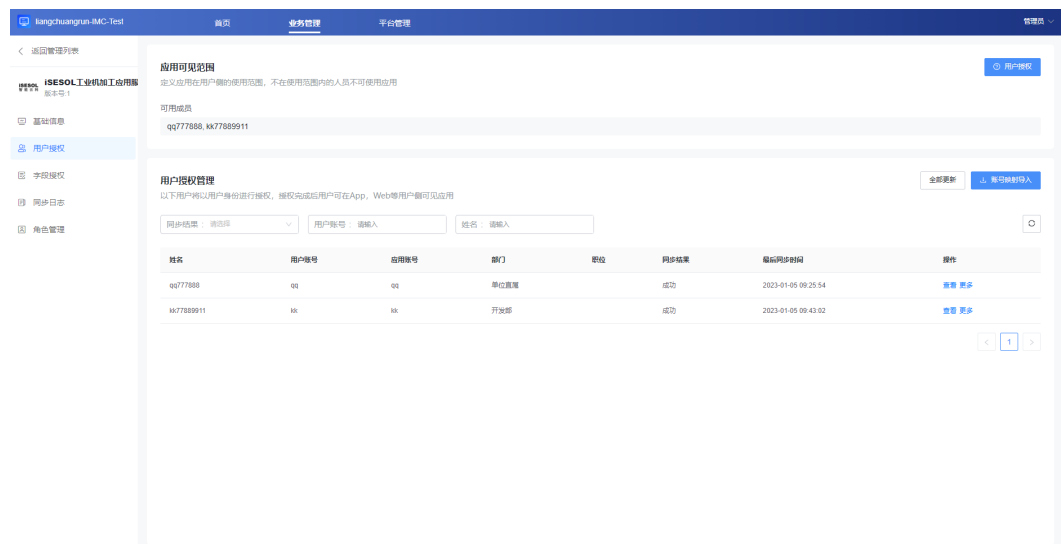 liangchuangrun-IMC-Test 首页 业务管理 平台管理 管理员
返回管理列表
iSESOL iSESOL工业机加工应用服
版本号:1
基础信息
用户授权
字段授权
同步日志
角色管理
应用可见范围 用户授权
定义应用在用户侧的使用范围，不在使用范围内的人员不可使用应用
可用成员
qq777888, kk77889911
用户授权管理 全部更新 账号映射导入
以下用户将以用户身份进行授权，授权完成后用户可在App，Web等用户侧可见应用
同步结果 : 请选择 用户账号 : 请输入 姓名 : 请输入
姓名 用户账号 应用账号 部门 职位 同步结果 最后同步时间 操作
qq777888 qq qq 单位直属 成功 2023-01-05 09:25:54 查看 更多
kk77889911 kk kk 开发部 成功 2023-01-05 09:43:02 查看 更多
< 1 >